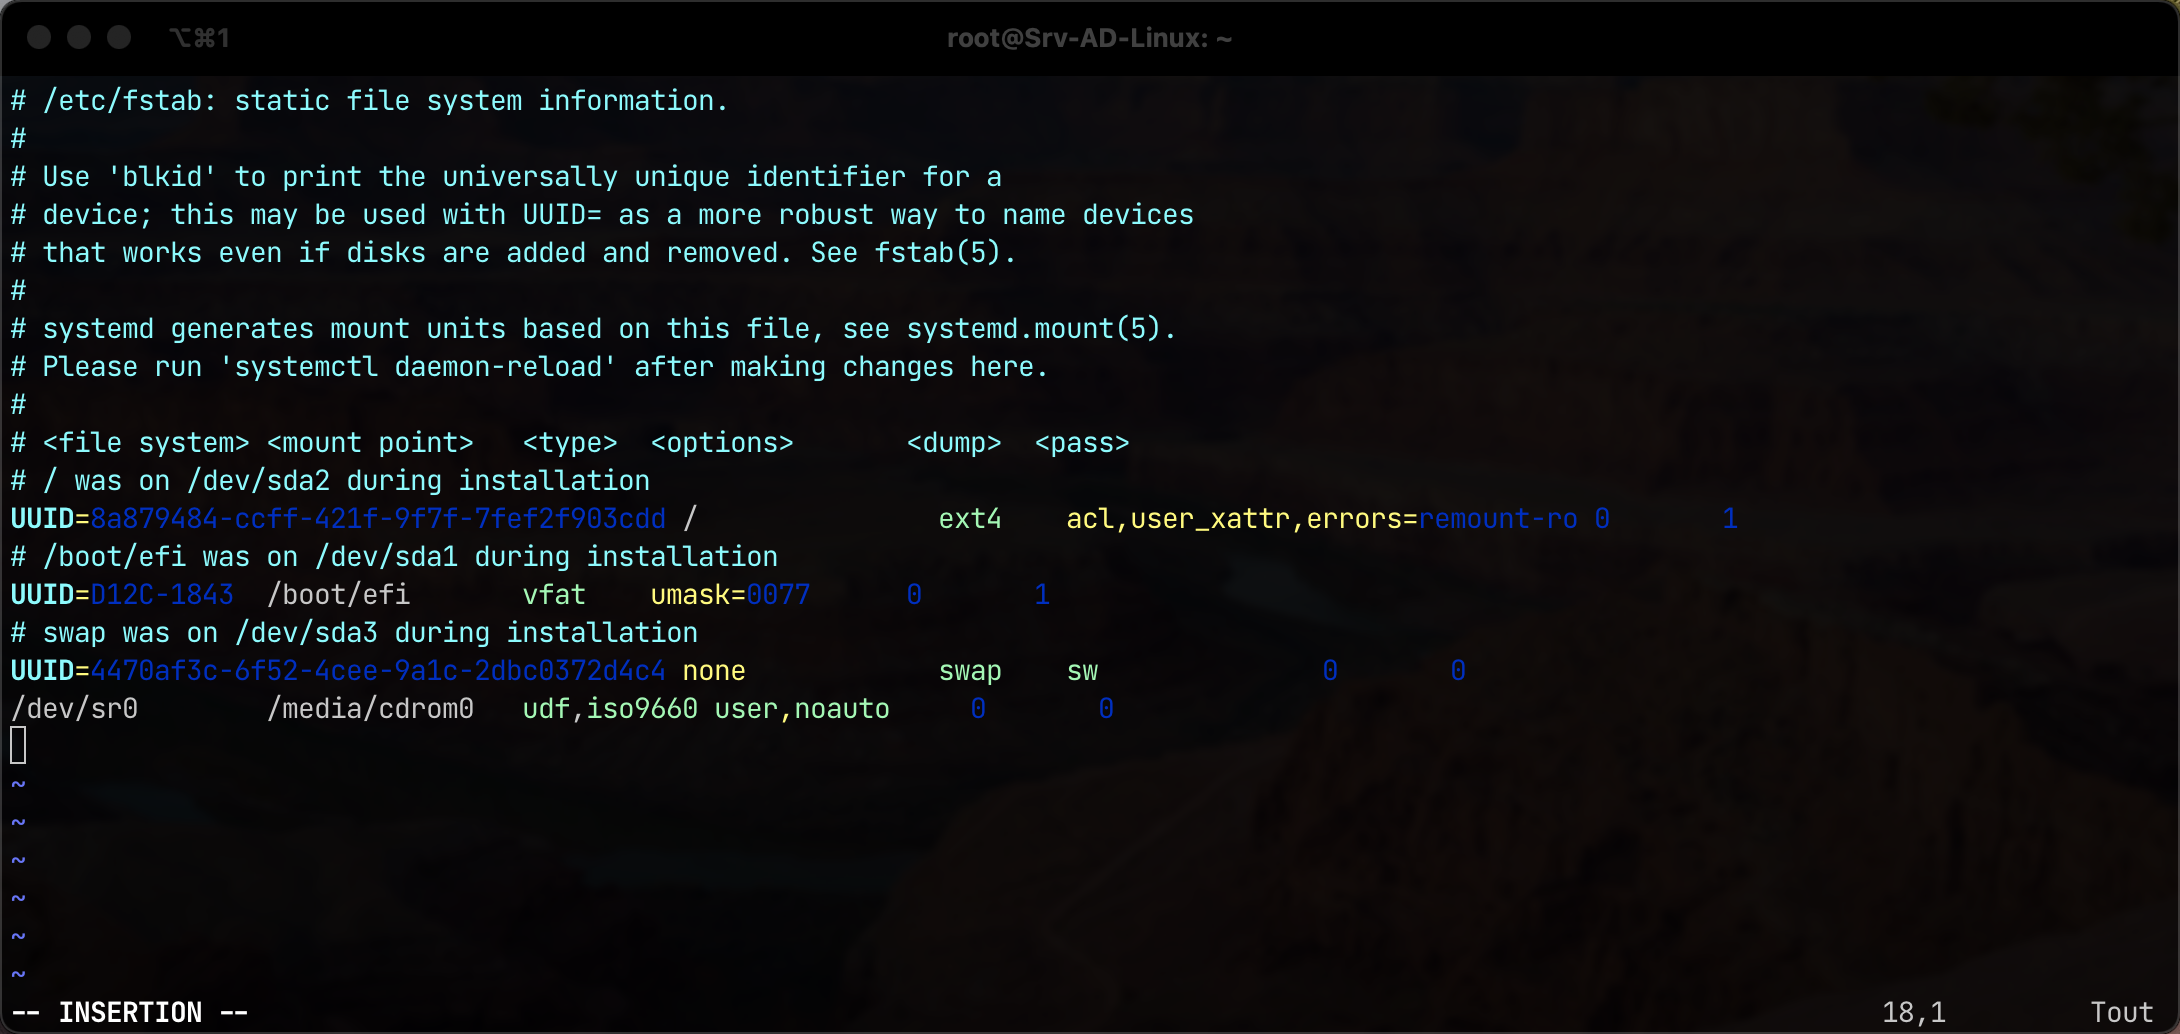 ⌥⌘1 root@Srv-AD-Linux: ~
# /etc/fstab: static file system information.
#
# Use 'blkid' to print the universally unique identifier for a
# device; this may be used with UUID= as a more robust way to name devices
# that works even if disks are added and removed. See fstab(5).
#
# systemd generates mount units based on this file, see systemd.mount(5).
# Please run 'systemctl daemon-reload' after making changes here.
#
# <file system> <mount point>   <type>  <options>       <dump>  <pass>
# / was on /dev/sda2 during installation
UUID=8a879484-ccff-421f-9f7f-7fef2f903cdd /               ext4    acl,user_xattr,errors=remount-ro 0       1
# /boot/efi was on /dev/sda1 during installation
UUID=D12C-1843  /boot/efi       vfat    umask=0077      0       1
# swap was on /dev/sda3 during installation
UUID=4470af3c-6f52-4cee-9a1c-2dbc0372d4c4 none            swap    sw              0       0
/dev/sr0        /media/cdrom0   udf,iso9660 user,noauto     0       0
~
~
~
~
~
~
-- INSERTION --                    18,1         Tout